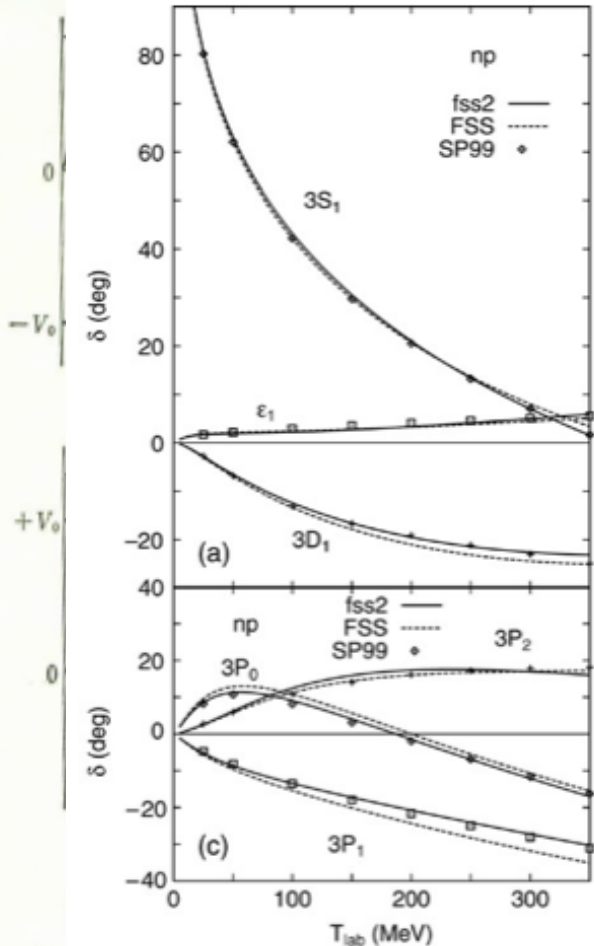 0
−V₀
+V₀
0
80
60
40
20
0
−20
δ (deg)
np
fss2
FSS
SP99
3S₁
ε₁
3D₁
(a)
40
20
0
−20
−40
δ (deg)
np
fss2
FSS
SP99
3P₀
3P₂
3P₁
(c)
0 100 200 300
T_lab (MeV)